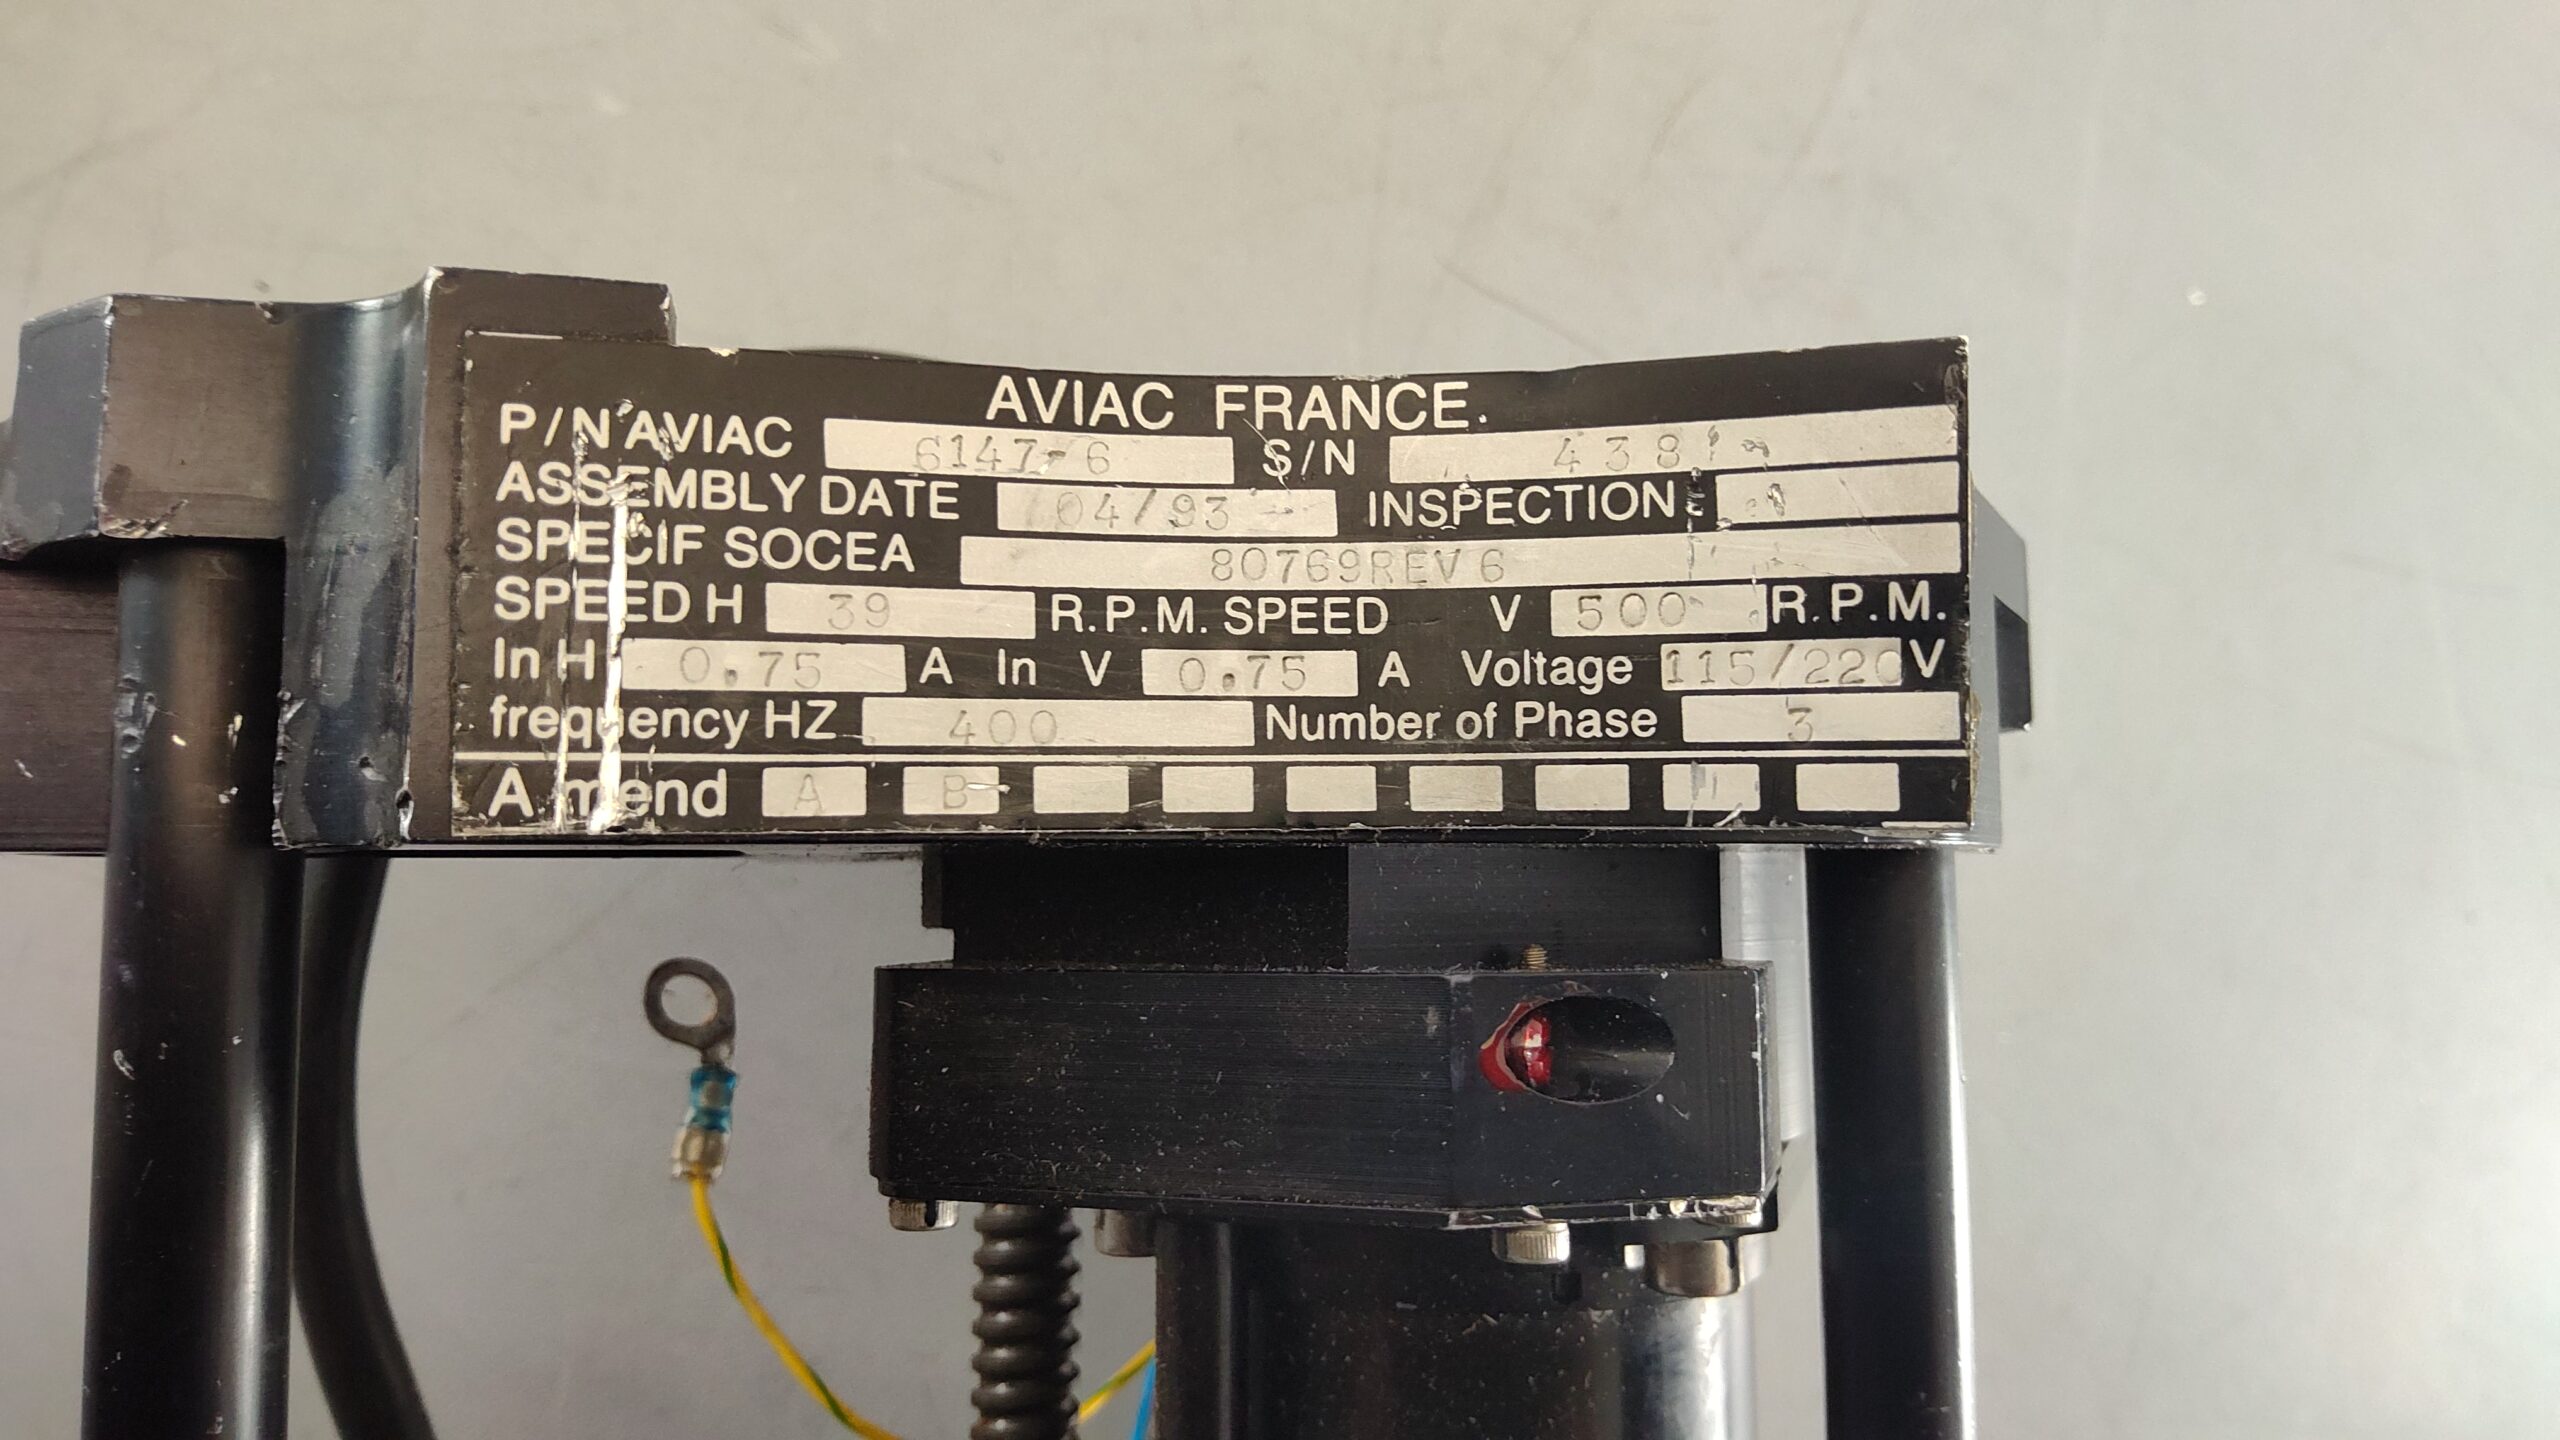 AVIAC FRANCE.
P/N AVIAC 6147-6 S/N 438
ASSEMBLY DATE 04/93 INSPECTION
SPECIF SOCEA 80769REV6
SPEED H 39 R.P.M. SPEED V 500 R.P.M.
In H 0.75 A In V 0.75 A Voltage 115/220 V
frequency HZ 400 Number of Phase 3
Amend A B